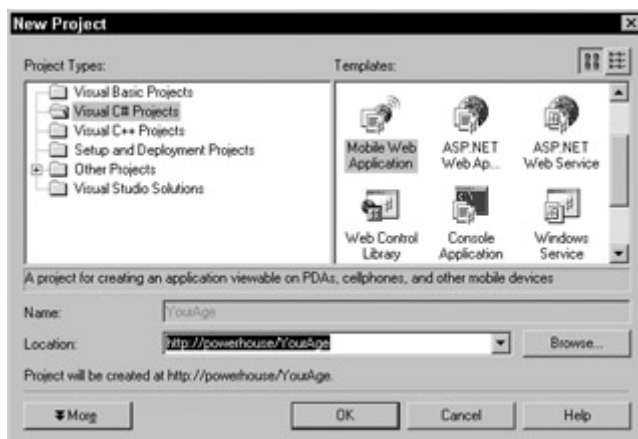 New Project
Project Types:
Templates:
Visual Basic Projects
Visual C# Projects
Visual C++ Projects
Setup and Deployment Projects
Other Projects
Visual Studio Solutions
Mobile Web Application
ASP.NET Web Ap...
ASP.NET Web Service
Web Control Library
Console Application
Windows Service
A project for creating an application viewable on PDAs, cellphones, and other mobile devices
Name:
YourAge
Location:
http://powerhouse/YourAge
Browse...
Project will be created at http://powerhouse/YourAge.
More
OK
Cancel
Help